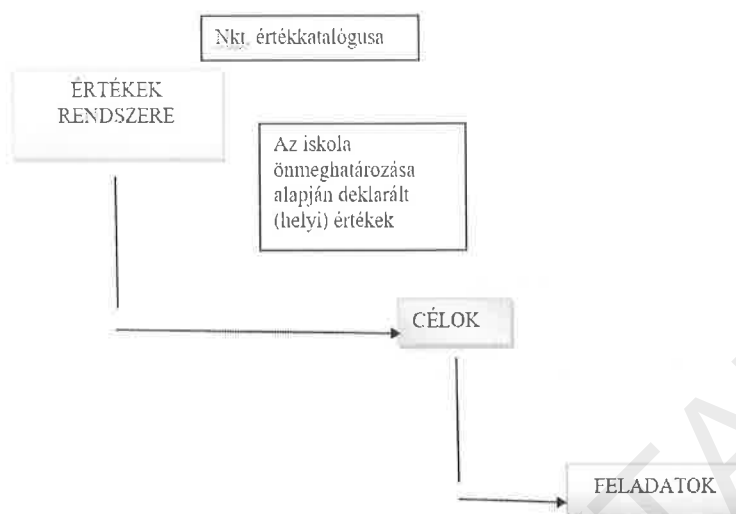 Nkt. értékkatalógusa
ÉRTÉKEK
RENDSZERE
Az iskola
önmeghatározása
alapján deklarált
(helyi) értékek
CÉLOK
FELADATOK